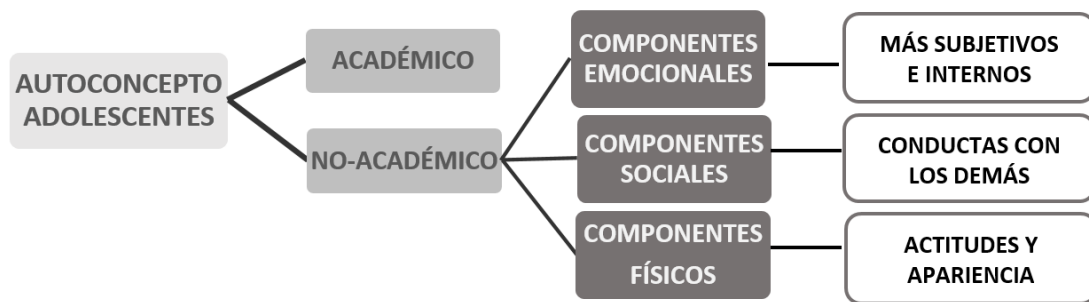 AUTOCONCEPTO
ADOLESCENTES
ACADÉMICO
NO-ACADÉMICO
COMPONENTES
EMOCIONALES
MÁS SUBJETIVOS
E INTERNOS
COMPONENTES
SOCIALES
CONDUCTAS CON
LOS DEMÁS
COMPONENTES
FÍSICOS
ACTITUDES Y
APARIENCIA